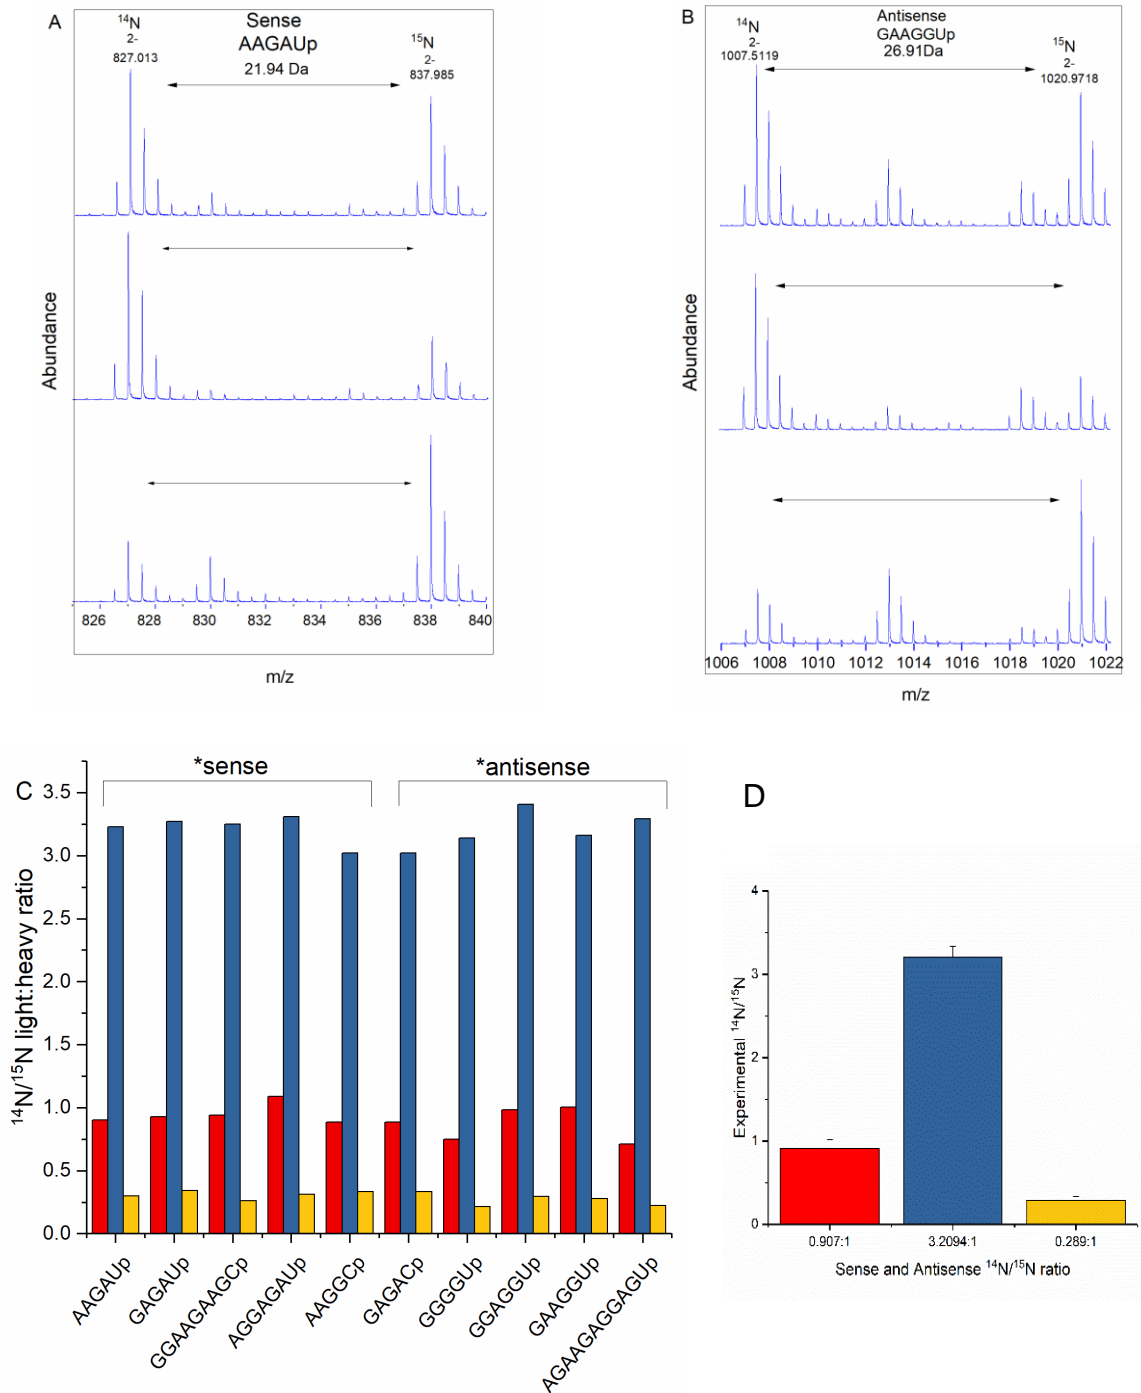 A
Sense
AAGAUp
21.94 Da
14N
2-
827.013
15N
2-
837.985
Abundance
826 828 830 832 834 836 838 840
m/z
B
Antisense
GAAGGUp
26.91Da
14N
2-
1007.5119
15N
2-
1020.9718
Abundance
1006 1008 1010 1012 1014 1016 1018 1020 1022
m/z
C
*sense
*antisense
14N/15N light:heavy ratio
3.5
3.0
2.5
2.0
1.5
1.0
0.5
0.0
AAGAUp
GAGAUp
GGAAGAAGCp
AGGAGAUp
AAGGCp
GAGACp
GGGGUp
GGAGGUp
GAAGGUp
AGAAGAGGAGUp
D
Experimental 14N/15N
4
3
2
1
0
0.907:1 3.2094:1 0.289:1
Sense and Antisense 14N/15N ratio